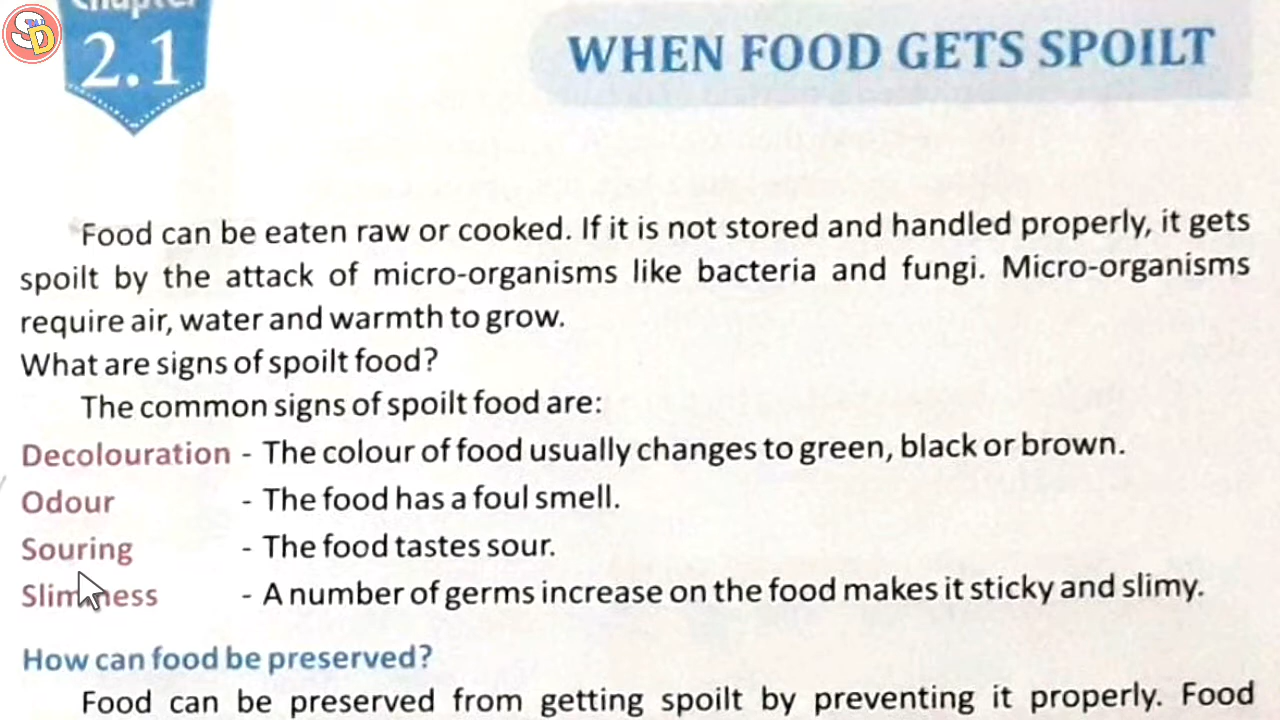 Chapter
2.1
WHEN FOOD GETS SPOILT
Food can be eaten raw or cooked. If it is not stored and handled properly, it gets
spoilt by the attack of micro-organisms like bacteria and fungi. Micro-organisms
require air, water and warmth to grow.
What are signs of spoilt food?
The common signs of spoilt food are:
Decolouration - The colour of food usually changes to green, black or brown.
Odour - The food has a foul smell.
Souring - The food tastes sour.
Sliminess - A number of germs increase on the food makes it sticky and slimy.
How can food be preserved?
Food can be preserved from getting spoilt by preventing it properly. Food